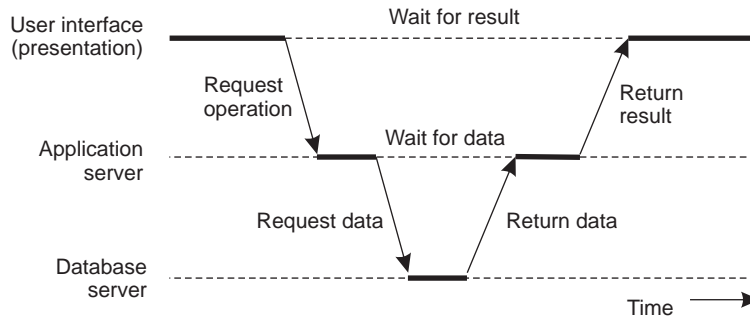 User interface
(presentation)
Wait for result
Request
operation
Return
result
Application
server
Wait for data
Request data
Return data
Database
server
Time